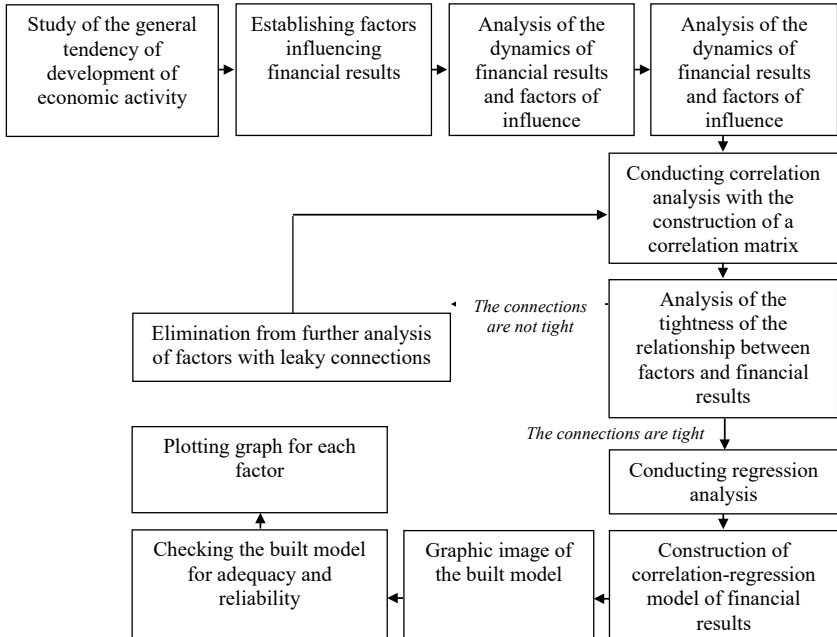 Study of the general
tendency of
development of
economic activity
Establishing factors
influencing
financial results
Analysis of the
dynamics of
financial results
and factors of
influence
Analysis of the
dynamics of
financial results
and factors of
influence
Conducting correlation
analysis with the
construction of a
correlation matrix
Analysis of the
tightness of the
relationship between
factors and financial
results
The connections
are not tight
Elimination from further analysis
of factors with leaky connections
The connections are tight
Conducting regression
analysis
Construction of
correlation-regression
model of financial
results
Graphic image of
the built model
Checking the built model
for adequacy and
reliability
Plotting graph for each
factor